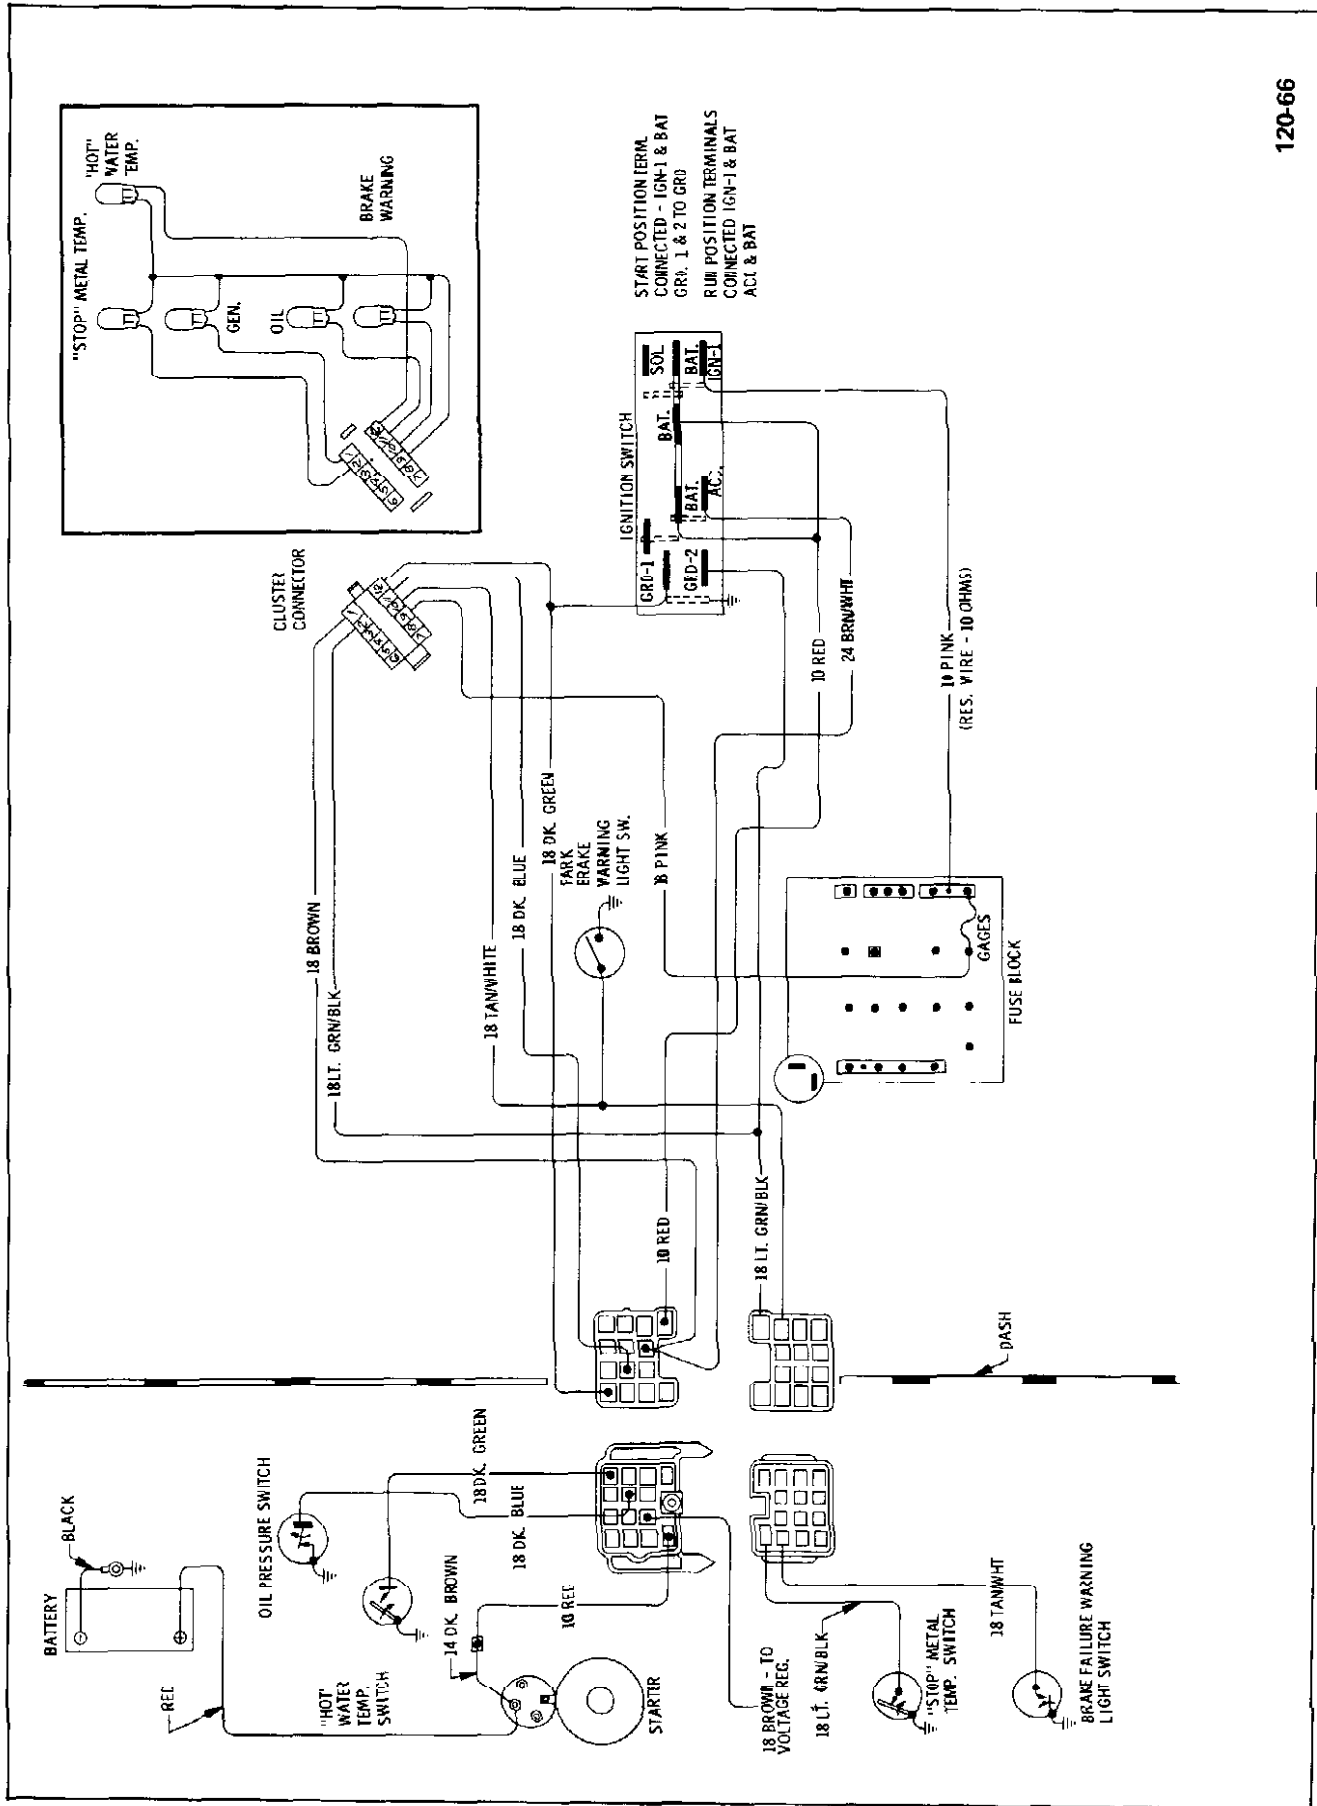 120-66
"STOP" METAL TEMP.
"HOT"
WATER
GEN.
OIL
BRAKE
WARNING
CLUSTER
CONNECTOR
START POSITION
CONNECTED - IGN-1 & BAT
GRD. 1 & 2 TO GRD
RUN POSITION TERMINALS
CONNECTED IGN-1 & BAT
ACC & BAT
IGNITION SWITCH
GRD-1
GRD-2
BAT.
ACC.
BAT.
SOL
BAT.
IGN-1
18 BROWN
18 LT. GRN/BLK
18 TAN/WHITE
18 DK. BLUE
18 DK. GREEN
PARK
BRAKE
WARNING
LIGHT SW.
18 PINK
10 RED
24 BRN/WHT
10 PINK
(RES. WIRE - 10 OHMS)
GAGES
FUSE BLOCK
10 RED
18 LT. GRN/BLK
DASH
BATTERY
BLACK
RED
OIL PRESSURE SWITCH
"HOT"
WATER
TEMP.
SWITCH
18 DK. GREEN
18 DK. BLUE
14 DK. BROWN
10 RED
STARTER
18 BROWN - TO
VOLTAGE REG.
18 LT. GRN/BLK
"STOP" METAL
TEMP. SWITCH
18 TAN/WHT
BRAKE FAILURE WARNING
LIGHT SWITCH